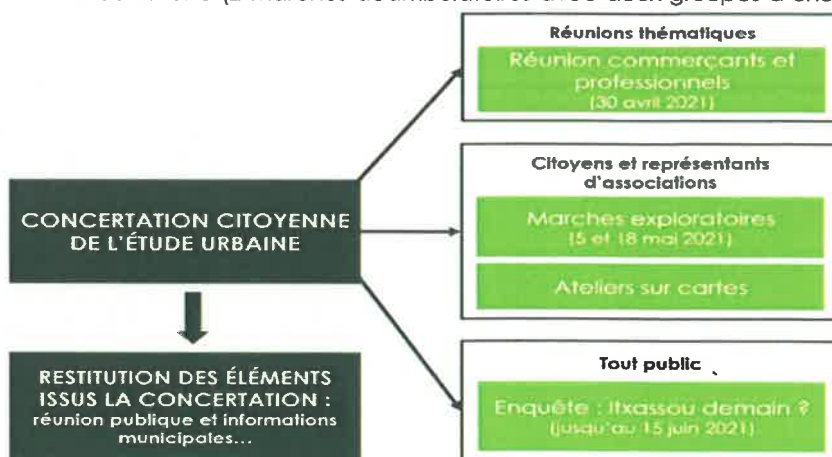 Réunions thématiques
Réunion commerçants et
professionnels
(30 avril 2021)
Citoyens et représentants
d'associations
Marches exploratoires
(5 et 18 mai 2021)
Ateliers sur cartes
CONCERTATION CITOYENNE
DE L'ÉTUDE URBAINE
RESTITUTION DES ÉLÉMENTS
ISSUS LA CONCERTATION :
réunion publique et informations
municipales...
Tout public
Enquête : Itxassou demain ?
(jusqu'au 15 juin 2021)